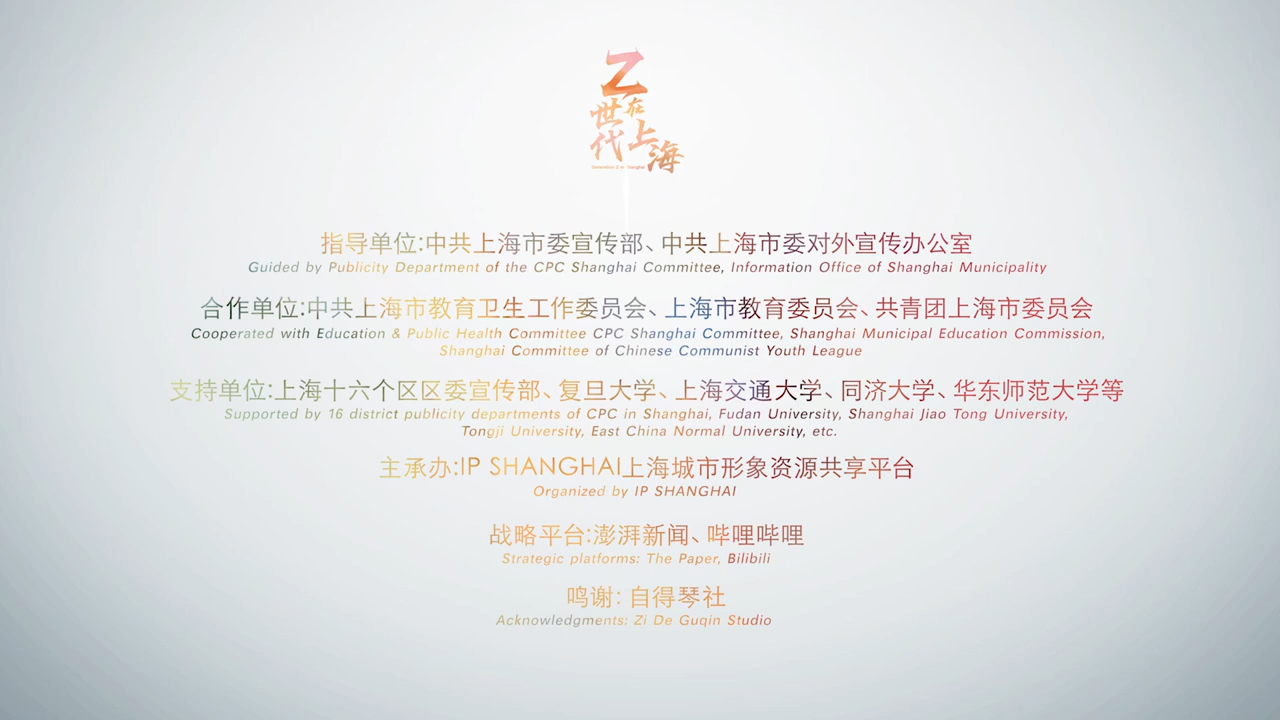 Z世代在上海
Generation Z in Shanghai
指导单位:中共上海市委宣传部、中共上海市委对外宣传办公室
Guided by Publicity Department of the CPC Shanghai Committee, Information Office of Shanghai Municipality
合作单位:中共上海市教育卫生工作委员会、上海市教育委员会、共青团上海市委员会
Cooperated with Education & Public Health Committee CPC Shanghai Committee, Shanghai Municipal Education Commission,
Shanghai Committee of Chinese Communist Youth League
支持单位:上海十六个区区委宣传部、复旦大学、上海交通大学、同济大学、华东师范大学等
Supported by 16 district publicity departments of CPC in Shanghai, Fudan University, Shanghai Jiao Tong University,
Tongji University, East China Normal University, etc.
主承办:IP SHANGHAI上海城市形象资源共享平台
Organized by IP SHANGHAI
战略平台:澎湃新闻、哔哩哔哩
Strategic platforms: The Paper, Bilibili
鸣谢: 自得琴社
Acknowledgments: Zi De Guqin Studio